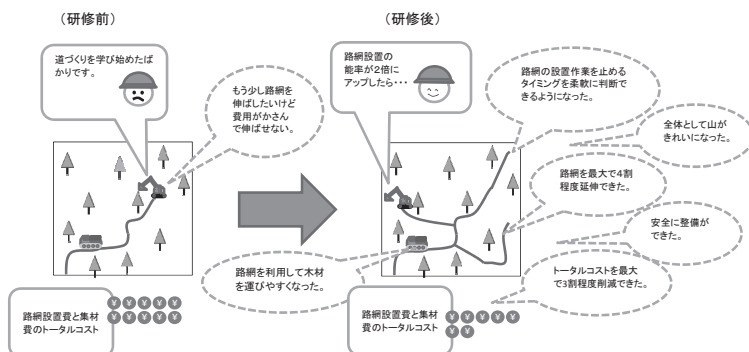 （研修前）
道づくりを学び始めたば
かりです。
もう少し路網を
伸ばしたいけど
費用がかさん
で伸ばせない。
路網設置費と集材
費のトータルコスト
¥ ¥ ¥ ¥ ¥
¥ ¥ ¥ ¥ ¥
（研修後）
路網設置の
能率が2倍に
アップしたら・・・
路網の設置作業を止める
タイミングを柔軟に判断で
きるようになった。
全体として山が
きれいになった。
路網を最大で4割
程度延伸できた。
安全に整備が
できた。
路網を利用して木材
を運びやすくなった。
トータルコストを最大
で3割程度削減できた。
路網設置費と集材
費のトータルコスト
¥ ¥ ¥ ¥ ¥
¥ ¥